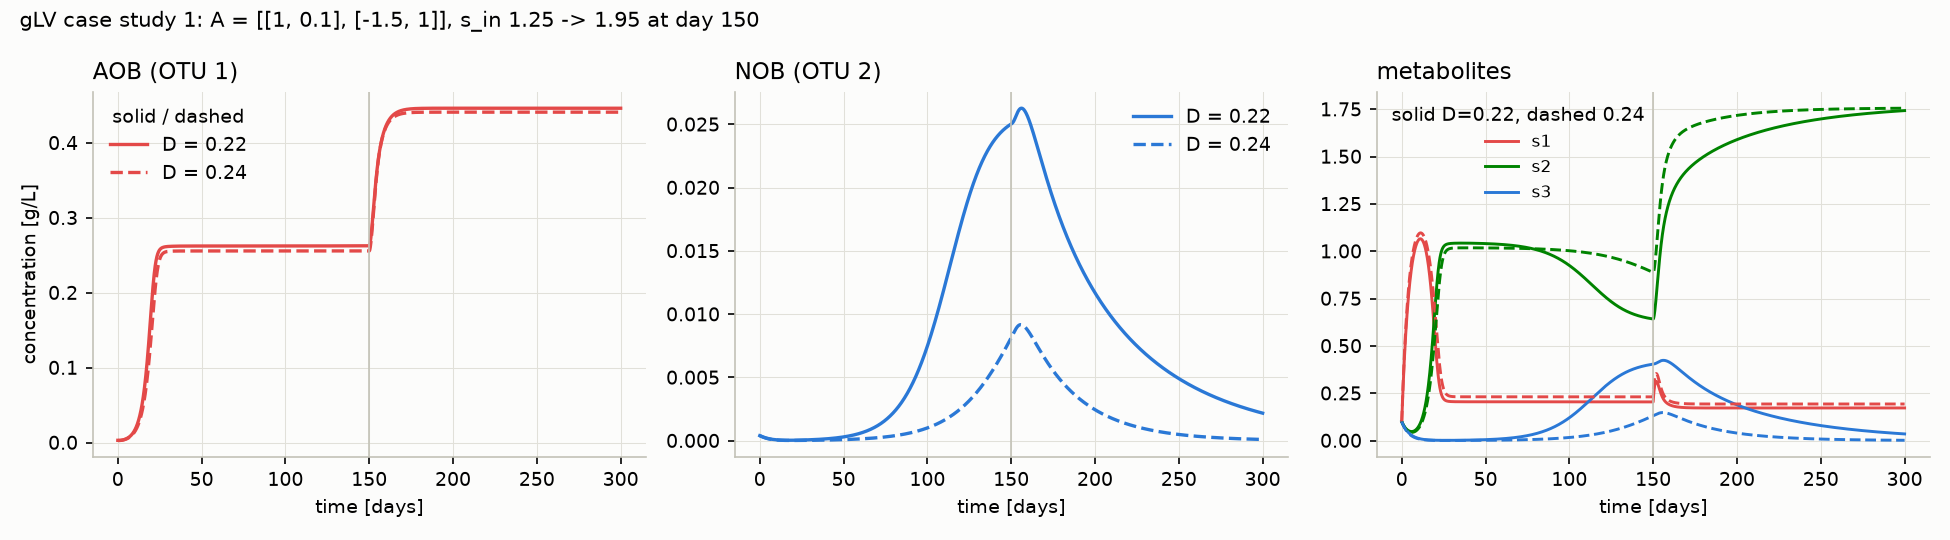 gLV case study 1: A = [[1, 0.1], [-1.5, 1]], s_in 1.25 -> 1.95 at day 150
AOB (OTU 1)
solid / dashed
D = 0.22
D = 0.24
concentration [g/L]
0.4
0.3
0.2
0.1
0.0
0 50 100 150 200 250 300
time [days]
NOB (OTU 2)
D = 0.22
D = 0.24
0.025
0.020
0.015
0.010
0.005
0.000
0 50 100 150 200 250 300
time [days]
metabolites
solid D=0.22, dashed 0.24
s1
s2
s3
1.75
1.50
1.25
1.00
0.75
0.50
0.25
0.00
0 50 100 150 200 250 300
time [days]